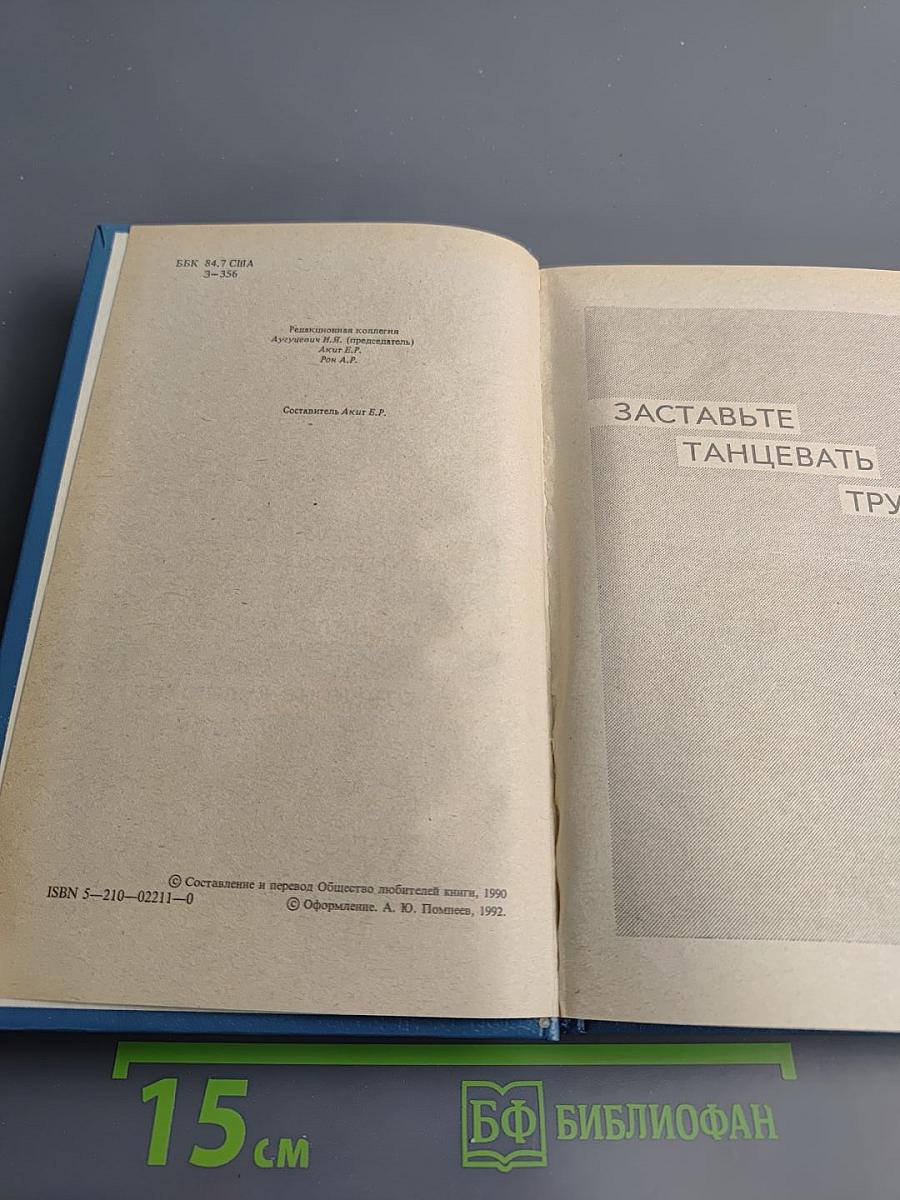 ББК 84.7 США
З—356
Редакционная коллегия
Аугуцевич И.Я. (председатель)
Акит Е.Р.
Рон А.Р.
Составитель Акит Е.Р.
© Составление и перевод Общество любителей книги, 1990
ISBN 5—210—02211—0
© Оформление. А. Ю. Помпеев, 1992.
ЗАСТАВЬТЕ
ТАНЦЕВАТЬ
ТРУ
15 см
БФ БИБЛИОФАН